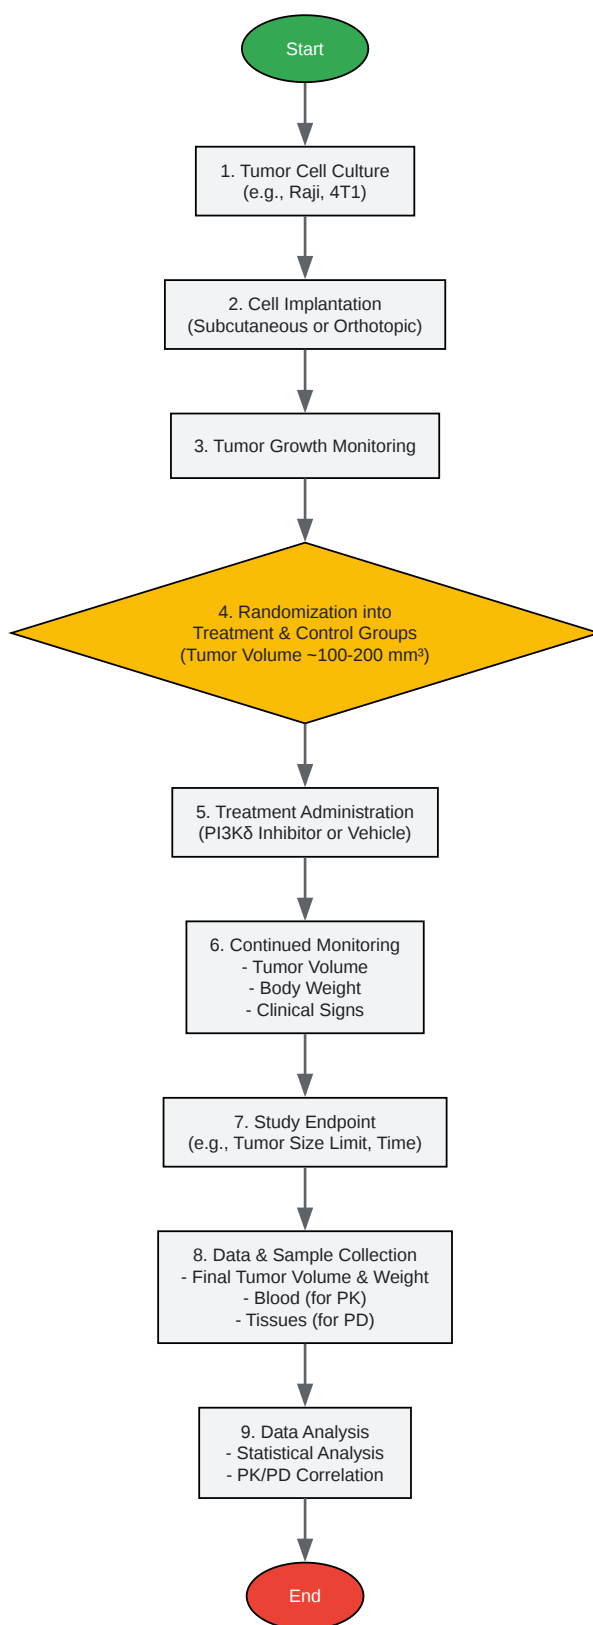 Start
1. Tumor Cell Culture
(e.g., Raji, 4T1)
2. Cell Implantation
(Subcutaneous or Orthotopic)
3. Tumor Growth Monitoring
4. Randomization into
Treatment & Control Groups
(Tumor Volume ~100-200 mm³)
5. Treatment Administration
(PI3Kδ Inhibitor or Vehicle)
6. Continued Monitoring
- Tumor Volume
- Body Weight
- Clinical Signs
7. Study Endpoint
(e.g., Tumor Size Limit, Time)
8. Data & Sample Collection
- Final Tumor Volume & Weight
- Blood (for PK)
- Tissues (for PD)
9. Data Analysis
- Statistical Analysis
- PK/PD Correlation
End